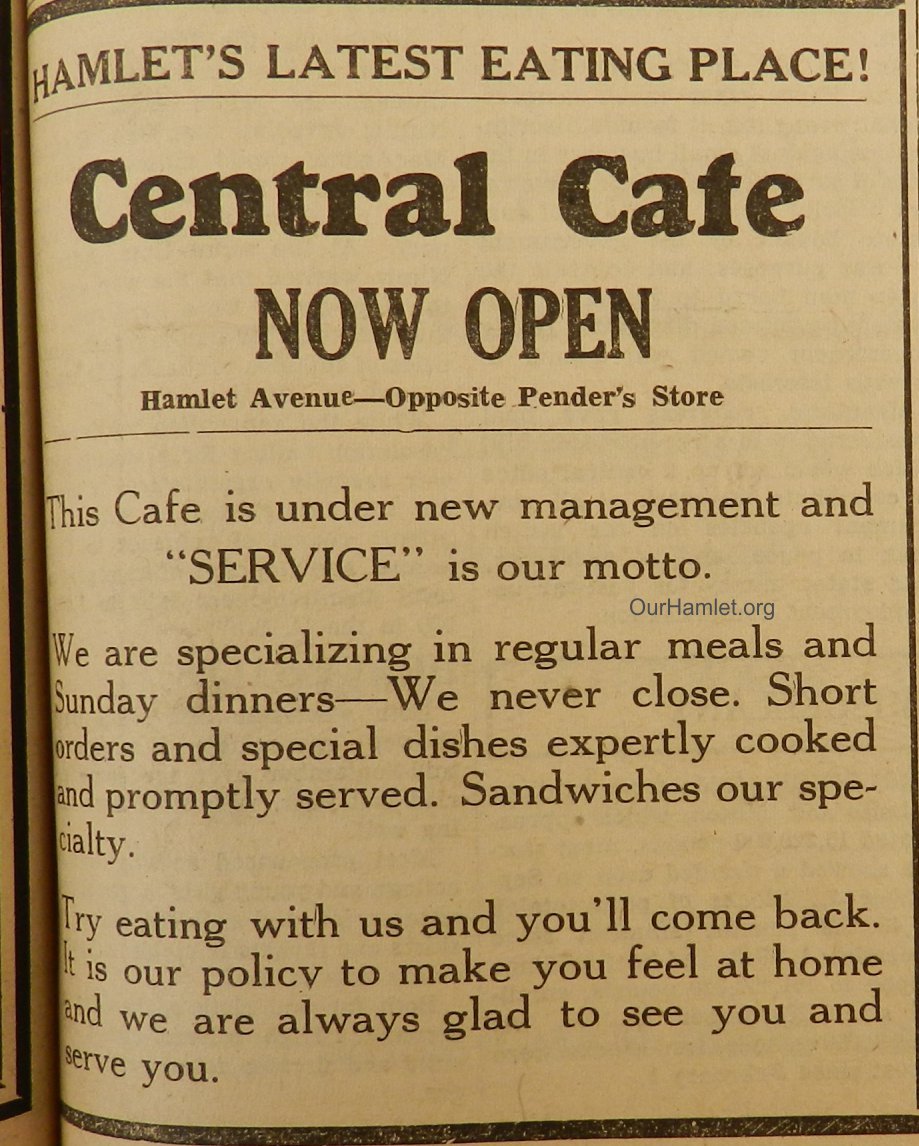 HAMLET'S LATEST EATING PLACE!
Central Cafe
NOW OPEN
Hamlet Avenue—Opposite Pender's Store
This Cafe is under new management and
"SERVICE" is our motto.
OurHamlet.org
We are specializing in regular meals and
Sunday dinners—We never close. Short
orders and special dishes expertly cooked
and promptly served. Sandwiches our spe-
cialty.
Try eating with us and you'll come back.
It is our policy to make you feel at home
and we are always glad to see you and
serve you.